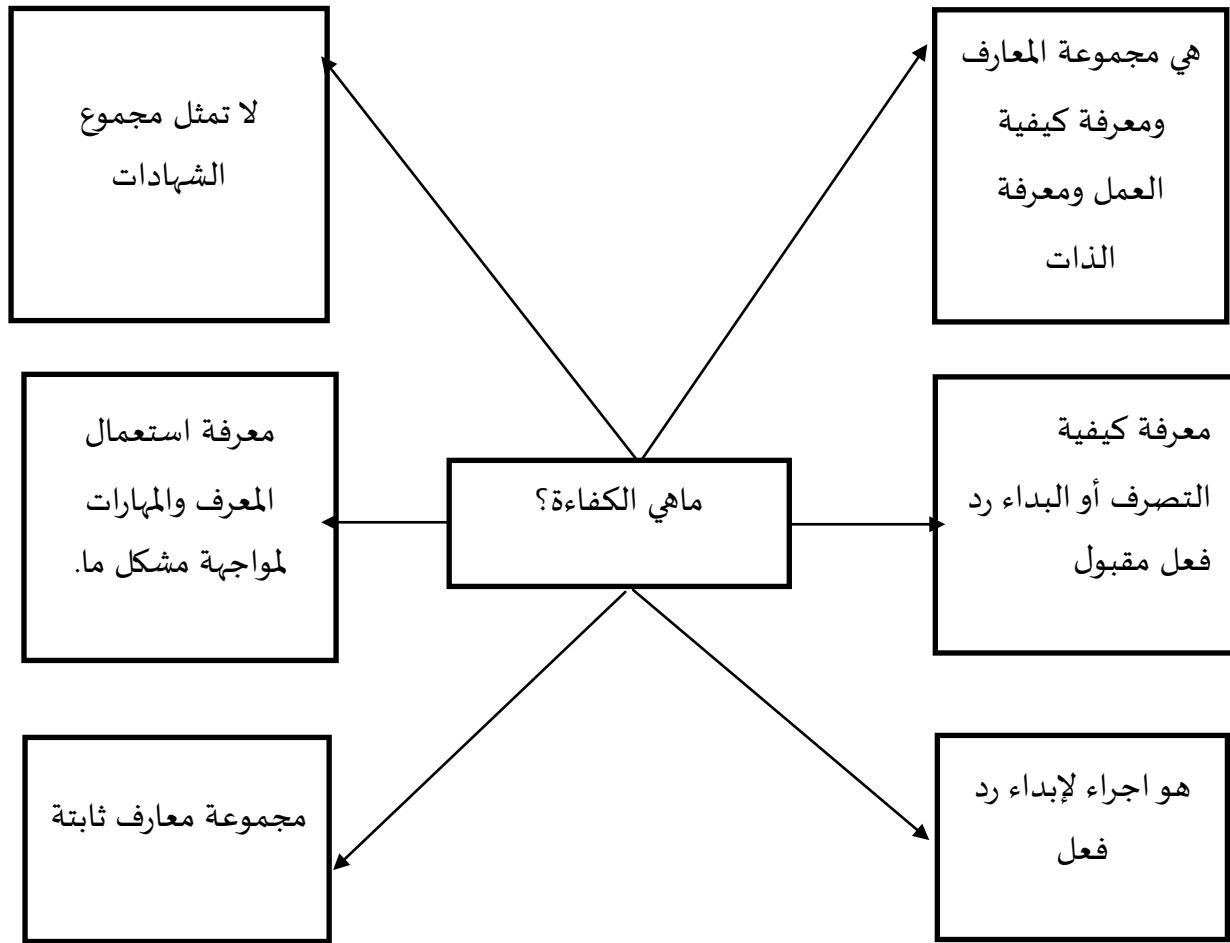 هي مجموعة المعارف
ومعرفة كيفية
العمل ومعرفة
الذات
لا تمثل مجموع
الشهادات
معرفة كيفية
التصرف أو البداء رد
فعل مقبول
ماهي الكفاءة؟
معرفة استعمال
المعرف والمهارات
لمواجهة مشكل ما.
هو اجراء لإبداء رد
فعل
مجموعة معارف ثابتة